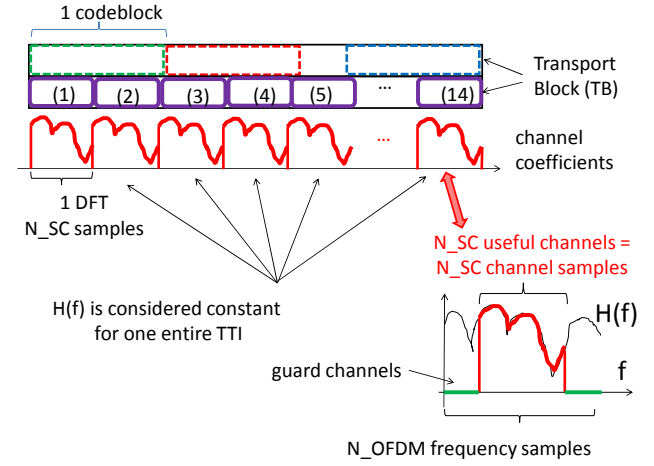 1 codeblock
Transport
Block (TB)
(1) (2) (3) (4) (5) ... (14)
...
channel
coefficients
1 DFT
N_SC samples
N_SC useful channels =
N_SC channel samples
H(f) is considered constant
for one entire TTI
H(f)
guard channels
f
N_OFDM frequency samples